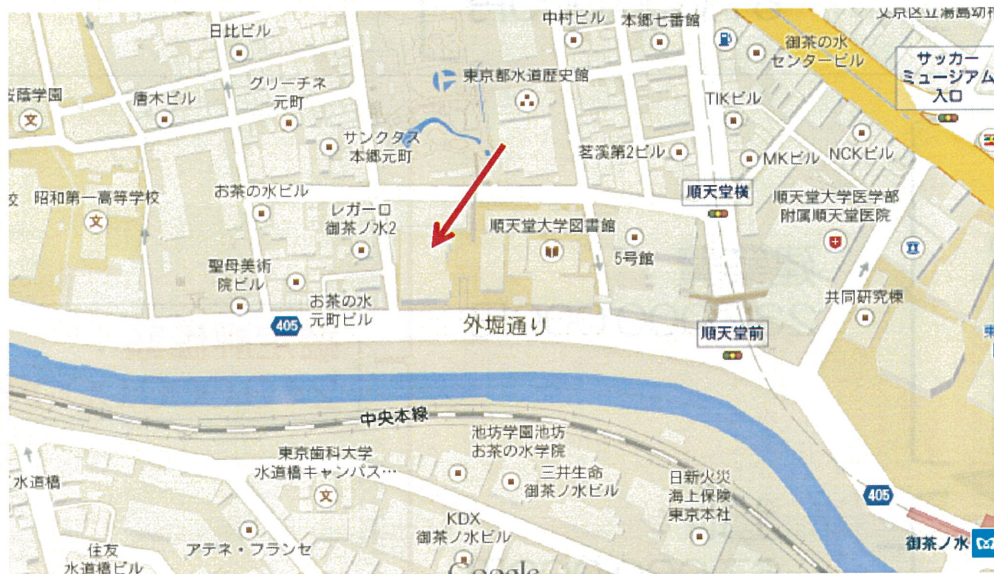 日比ビル
中村ビル
本郷七番館
御茶の水
センタービル
サッカー
ミュージアム
入口
グリーチネ
元町
東京都水道歴史館
唐木ビル
サンクタス
本郷元町
TIKビル
茗溪第2ビル
MKビル
NCKビル
昭和第一高等学校
お茶の水ビル
レガーロ
御茶ノ水2
順天堂大学図書館
5号館
順天堂横
順天堂大学医学部
附属順天堂医院
聖母美術
院ビル
お茶の水
元町ビル
共同研究棟
405
外堀通り
順天堂前
中央本線
東京歯科大学
水道橋キャンパス…
池坊学園池坊
お茶の水学院
三井生命
御茶ノ水ビル
日新火災
海上保険
東京本社
水道橋
405
KDX
御茶ノ水ビル
アテネ・フランセ
住友
水道橋ビル
御茶ノ水
Google